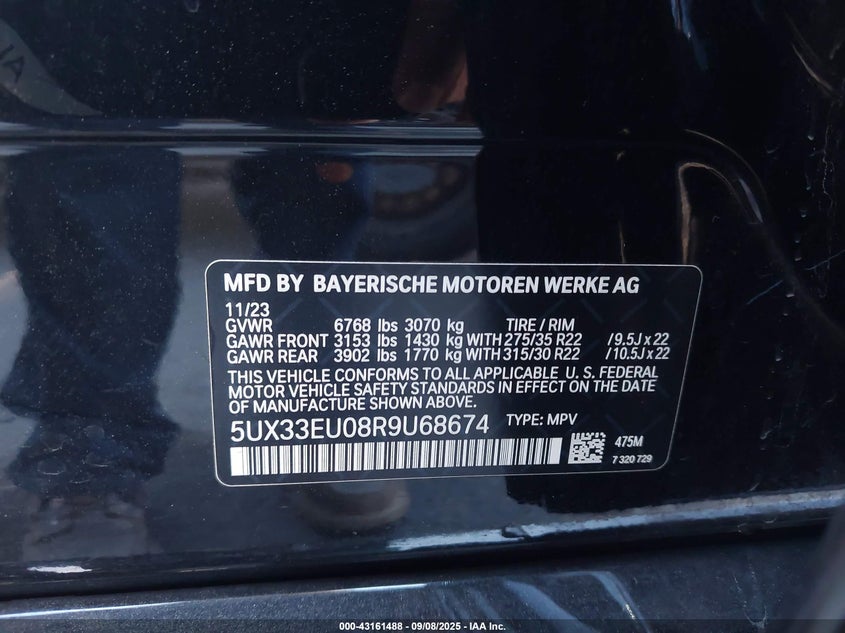 MFD BY BAYERISCHE MOTOREN WERKE AG
11/23
GVWR 6768 lbs 3070 kg TIRE / RIM
GAWR FRONT 3153 lbs 1430 kg WITH 275/35 R22 / 9.5J x 22
GAWR REAR 3902 lbs 1770 kg WITH 315/30 R22 / 10.5J x 22
THIS VEHICLE CONFORMS TO ALL APPLICABLE U. S. FEDERAL
MOTOR VEHICLE SAFETY STANDARDS IN EFFECT ON THE DATE
OF MANUFACTURE SHOWN ABOVE.
5UX33EU08R9U68674 TYPE: MPV
475M
7 320 729
000-43161488 - 09/08/2025 - IAA Inc.